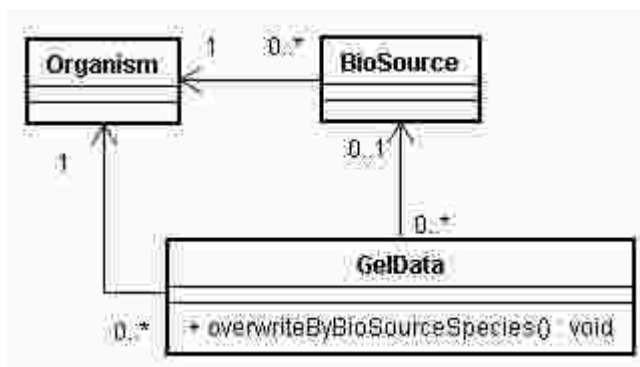 1
0..*
Organism
BioSource
1
0..1
0..*
GelData
0..*
+ overwriteByBioSourceSpecies() : void